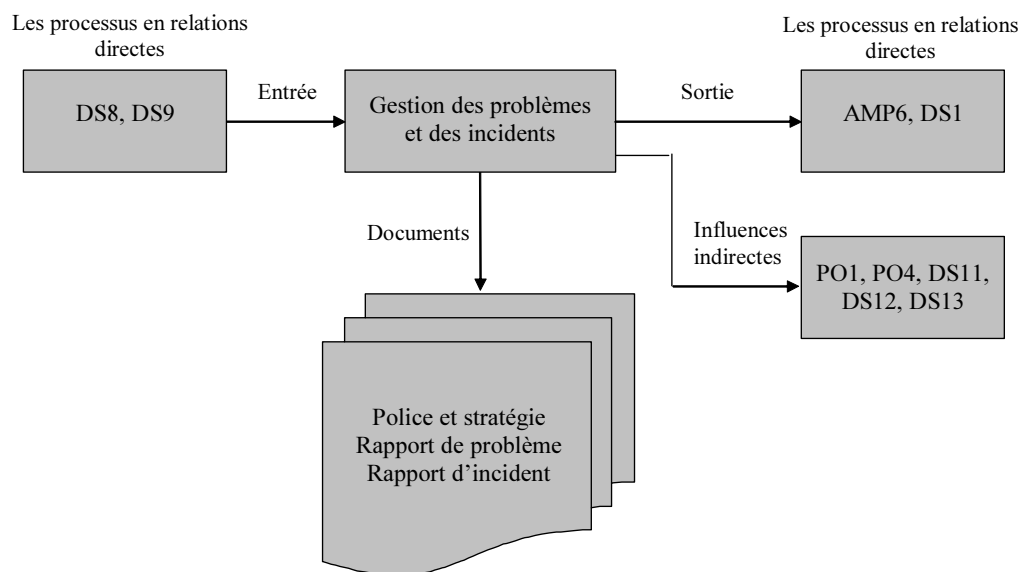 Les processus en relations
directes
Les processus en relations
directes
DS8, DS9
Entrée
Gestion des problèmes
et des incidents
Sortie
AMP6, DS1
Documents
Influences
indirectes
PO1, PO4, DS11,
DS12, DS13
Police et stratégie
Rapport de problème
Rapport d’incident